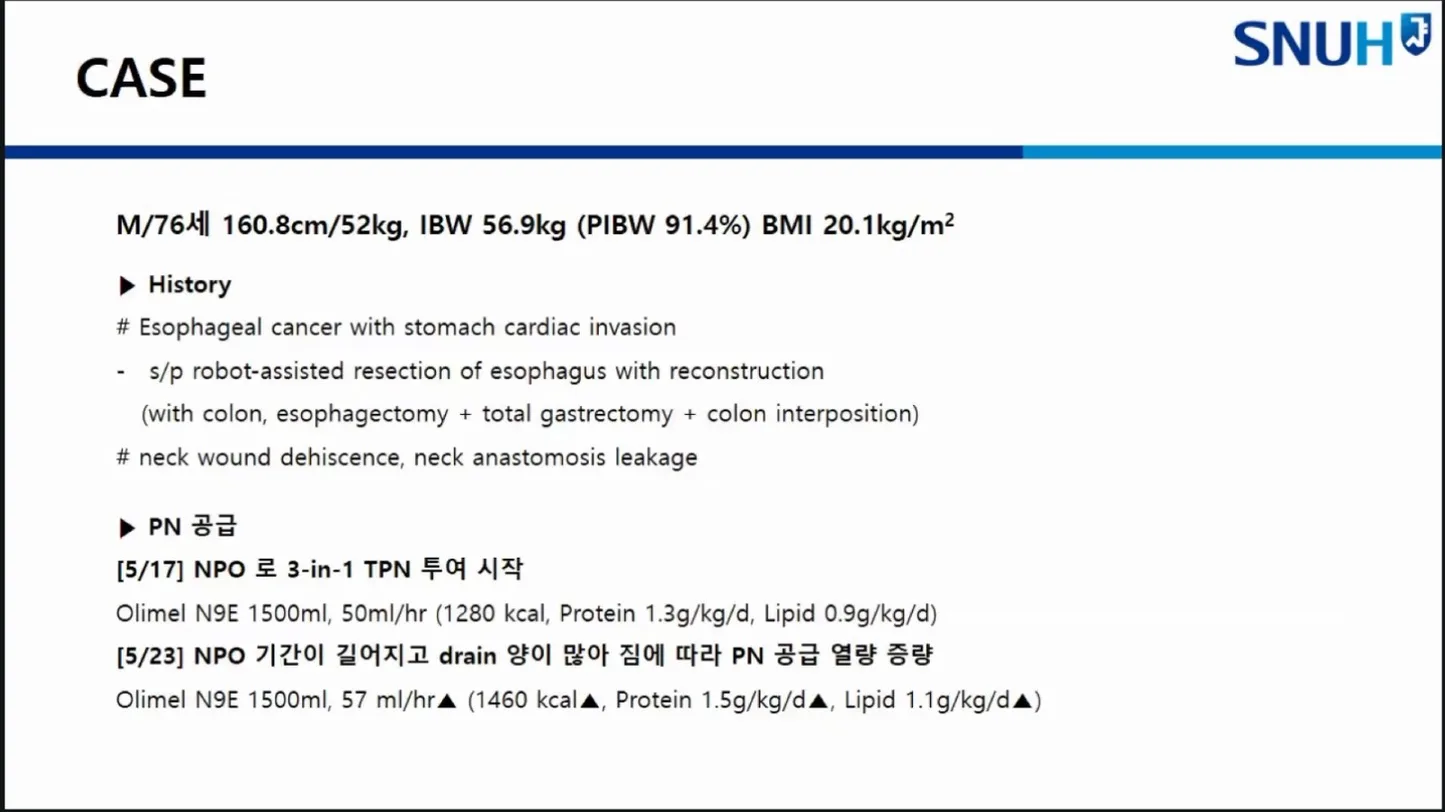 SNUH
CASE
M/76세 160.8cm/52kg, IBW 56.9kg (PIBW 91.4%) BMI 20.1kg/m²
▶ History
# Esophageal cancer with stomach cardiac invasion
- s/p robot-assisted resection of esophagus with reconstruction
(with colon, esophagectomy + total gastrectomy + colon interposition)
# neck wound dehiscence, neck anastomosis leakage
▶ PN 공급
[5/17] NPO 로 3-in-1 TPN 투여 시작
Olimel N9E 1500ml, 50ml/hr (1280 kcal, Protein 1.3g/kg/d, Lipid 0.9g/kg/d)
[5/23] NPO 기간이 길어지고 drain 양이 많아 짐에 따라 PN 공급 열량 증량
Olimel N9E 1500ml, 57 ml/hr▲ (1460 kcal▲, Protein 1.5g/kg/d▲, Lipid 1.1g/kg/d▲)